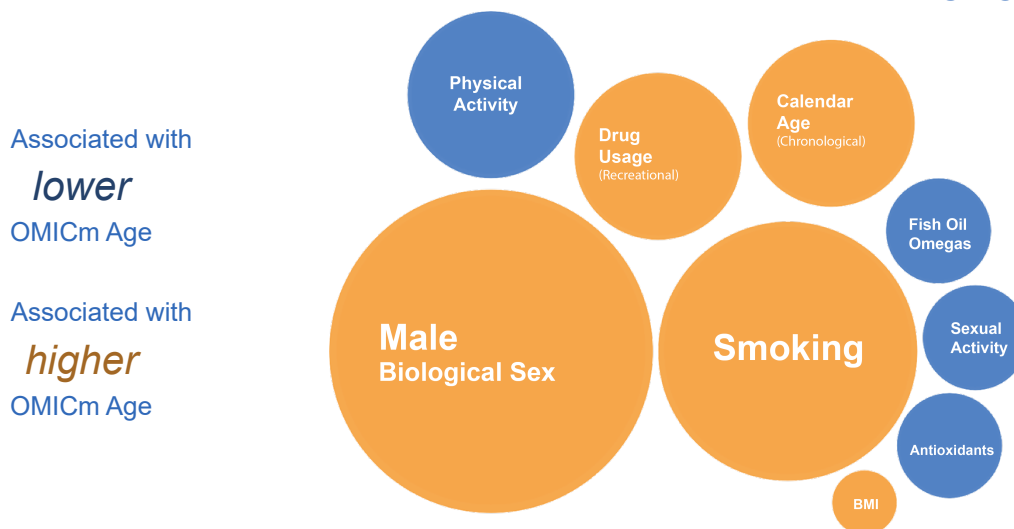 Associated with
lower
OMICm Age
Associated with
higher
OMICm Age
Physical
Activity
Drug
Usage
(Recreational)
Calendar
Age
(Chronological)
Fish Oil
Omegas
Male
Biological Sex
Smoking
Sexual
Activity
Antioxidants
BMI